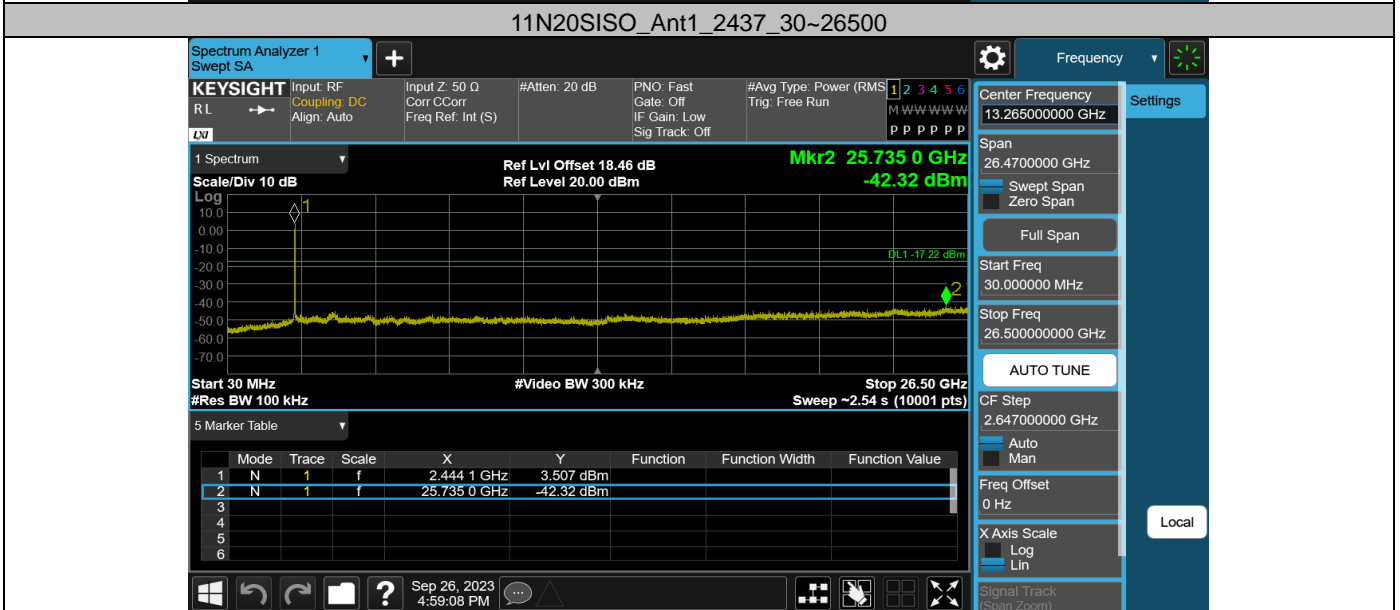 11N20SISO_Ant1_2437_30~26500
Spectrum Analyzer 1
Swept SA
+
Frequency
KEYSIGHT
RL
LXI
Input: RF
Coupling: DC
Align: Auto
Input Z: 50 Ω
Corr CCorr
Freq Ref: Int (S)
#Atten: 20 dB
PNO: Fast
Gate: Off
IF Gain: Low
Sig Track: Off
#Avg Type: Power (RMS
Trig: Free Run
1 2 3 4 5 6
M W W W W W
P P P P P P
1 Spectrum
Scale/Div 10 dB
Ref Lvl Offset 18.46 dB
Ref Level 20.00 dBm
Mkr2 25.735 0 GHz
-42.32 dBm
Log
10.0
0.00
-10.0
-20.0
-30.0
-40.0
-50.0
-60.0
-70.0
1
DL1 -17.22 dBm
2
Start 30 MHz
#Video BW 300 kHz
Stop 26.50 GHz
#Res BW 100 kHz
Sweep ~2.54 s (10001 pts)
5 Marker Table
Mode Trace Scale X Y Function Function Width Function Value
1 N 1 f 2.444 1 GHz 3.507 dBm
2 N 1 f 25.735 0 GHz -42.32 dBm
3
4
5
6
?
Sep 26, 2023
4:59:08 PM
Center Frequency
13.265000000 GHz
Settings
Span
26.4700000 GHz
Swept Span
Zero Span
Full Span
Start Freq
30.000000 MHz
Stop Freq
26.500000000 GHz
AUTO TUNE
CF Step
2.647000000 GHz
Auto
Man
Freq Offset
0 Hz
Local
X Axis Scale
Log
Lin
Signal Track
(Span Zoom)